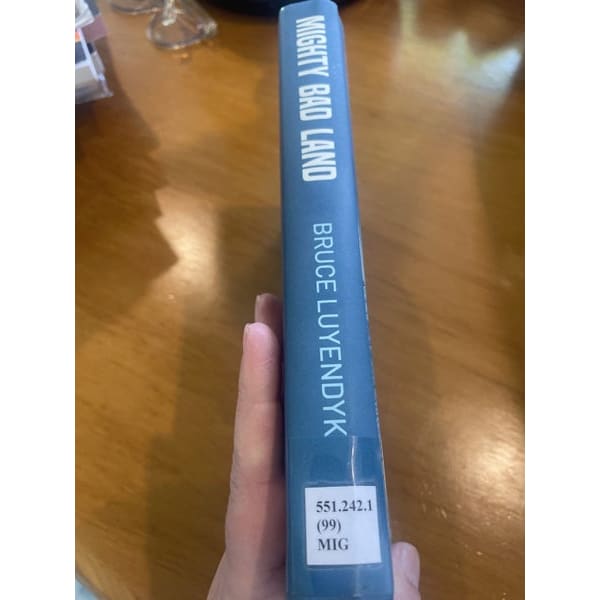 MIGHTY BAD LAND
BRUCE LUYENDYK
551.242.1
(99)
MIG